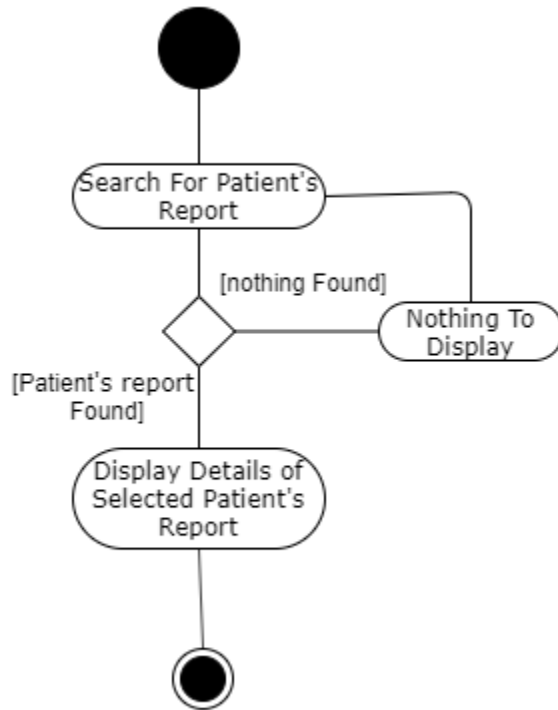 Search For Patient's
Report
[nothing Found]
Nothing To
Display
[Patient's report
Found]
Display Details of
Selected Patient's
Report